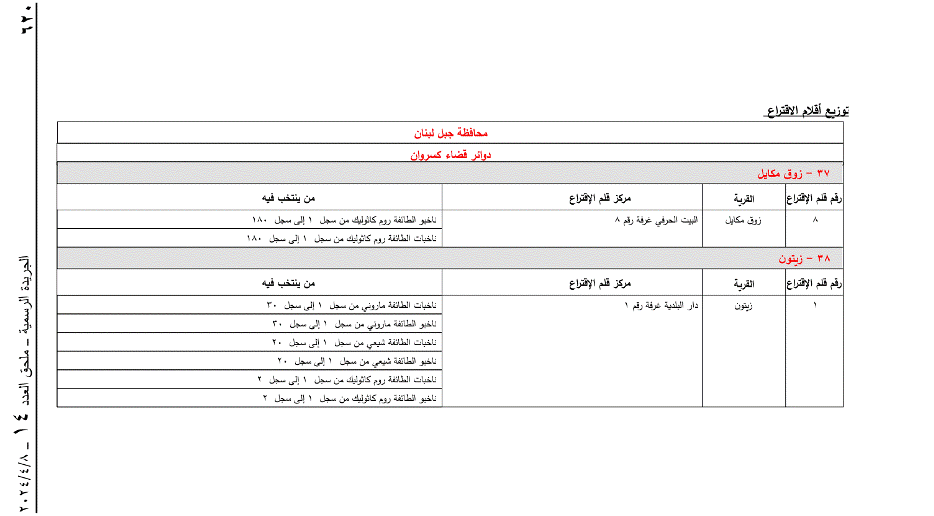 ٦٢٠
الجريدة الرسمية – ملحق العدد ١٤ – ٢٠٢٤/٤/٨
توزيع أقلام الاقتراع
محافظة جبل لبنان
دوائر قضاء كسروان
٣٧ - زوق مكايل
رقم قلم الإقتراع القرية مركز قلم الإقتراع من ينتخب فيه
٨ زوق مكايل البيت الحرفي غرفة رقم ٨ ناخبو الطائفة روم كاثوليك من سجل ١ إلى سجل ١٨٠
ناخبات الطائفة روم كاثوليك من سجل ١ إلى سجل ١٨٠
٣٨ - زيتون
رقم قلم الإقتراع القرية مركز قلم الإقتراع من ينتخب فيه
١ زيتون دار البلدية غرفة رقم ١ ناخبات الطائفة ماروني من سجل ١ إلى سجل ٣٠
ناخبو الطائفة ماروني من سجل ١ إلى سجل ٣٠
ناخبات الطائفة شيعي من سجل ١ إلى سجل ٢٠
ناخبو الطائفة شيعي من سجل ١ إلى سجل ٢٠
ناخبات الطائفة روم كاثوليك من سجل ١ إلى سجل ٢
ناخبو الطائفة روم كاثوليك من سجل ١ إلى سجل ٢